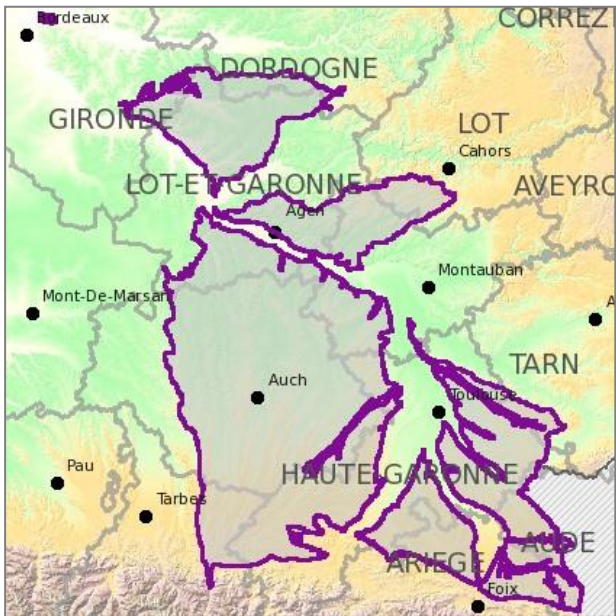 CORREZ
Bordeaux
DORDOGNE
GIRONDE
LOT
Cahors
LOT-ET-GARONNE
AVEYRO
Agen
Montauban
Mont-De-Marsan
A
TARN
Auch
Toulouse
Pau
HAUTE-GARONNE
Tarbes
AUDE
ARIEGE
Foix